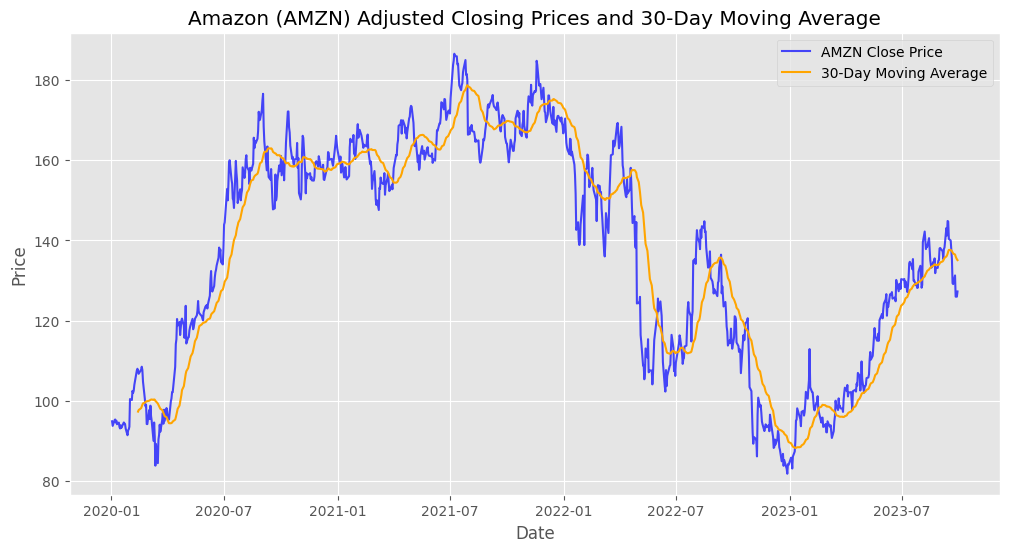 Amazon (AMZN) Adjusted Closing Prices and 30-Day Moving Average
AMZN Close Price
30-Day Moving Average
Price
180
160
140
120
100
80
2020-01
2020-07
2021-01
2021-07
2022-01
2022-07
2023-01
2023-07
Date